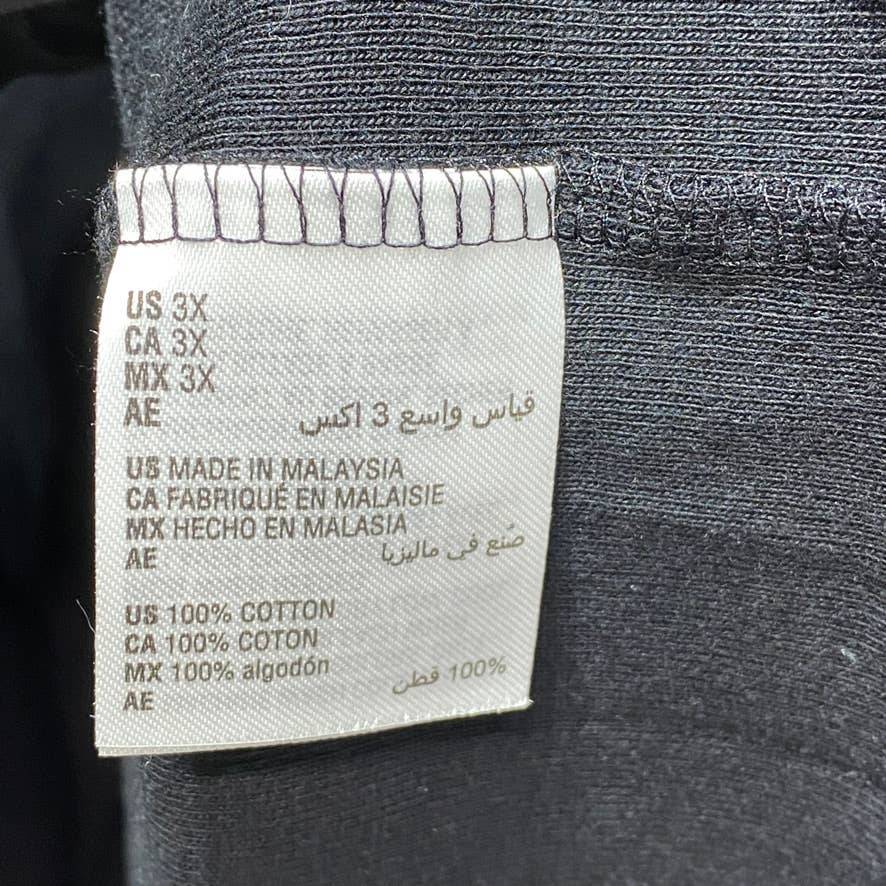 US 3X
CA 3X
MX 3X
AE قياس واسع 3 اكس
US MADE IN MALAYSIA
CA FABRIQUÉ EN MALAISIE
MX HECHO EN MALASIA
AE صُنع في ماليزيا
US 100% COTTON
CA 100% COTON
MX 100% algodón
AE 100% قطن